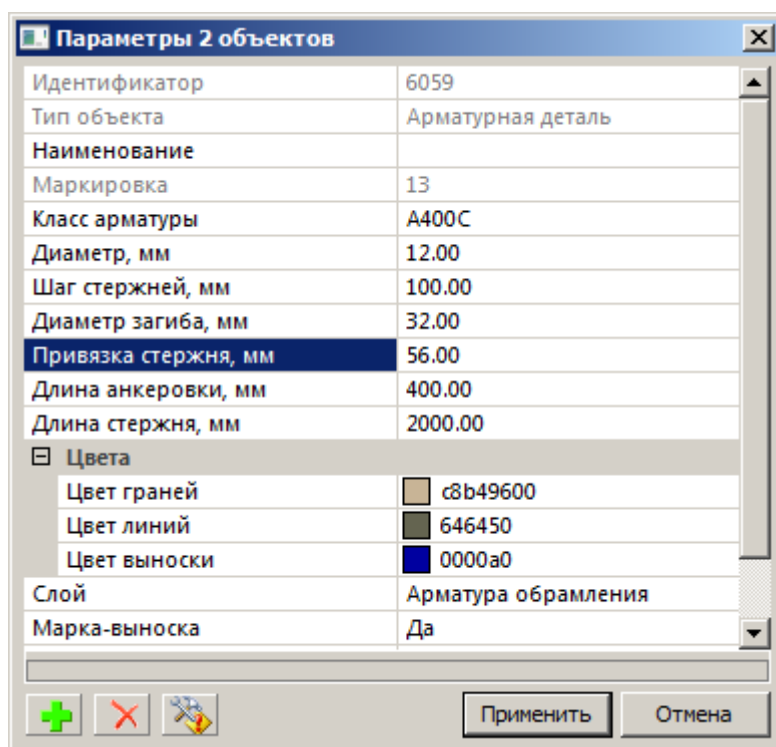 Параметры 2 объектов
Идентификатор 6059
Тип объекта Арматурная деталь
Наименование
Маркировка 13
Класс арматуры A400C
Диаметр, мм 12.00
Шаг стержней, мм 100.00
Диаметр загиба, мм 32.00
Привязка стержня, мм 56.00
Длина анкеровки, мм 400.00
Длина стержня, мм 2000.00
Цвета
Цвет граней c8b49600
Цвет линий 646450
Цвет выноски 0000a0
Слой Арматура обрамления
Марка-выноска Да
Применить Отмена